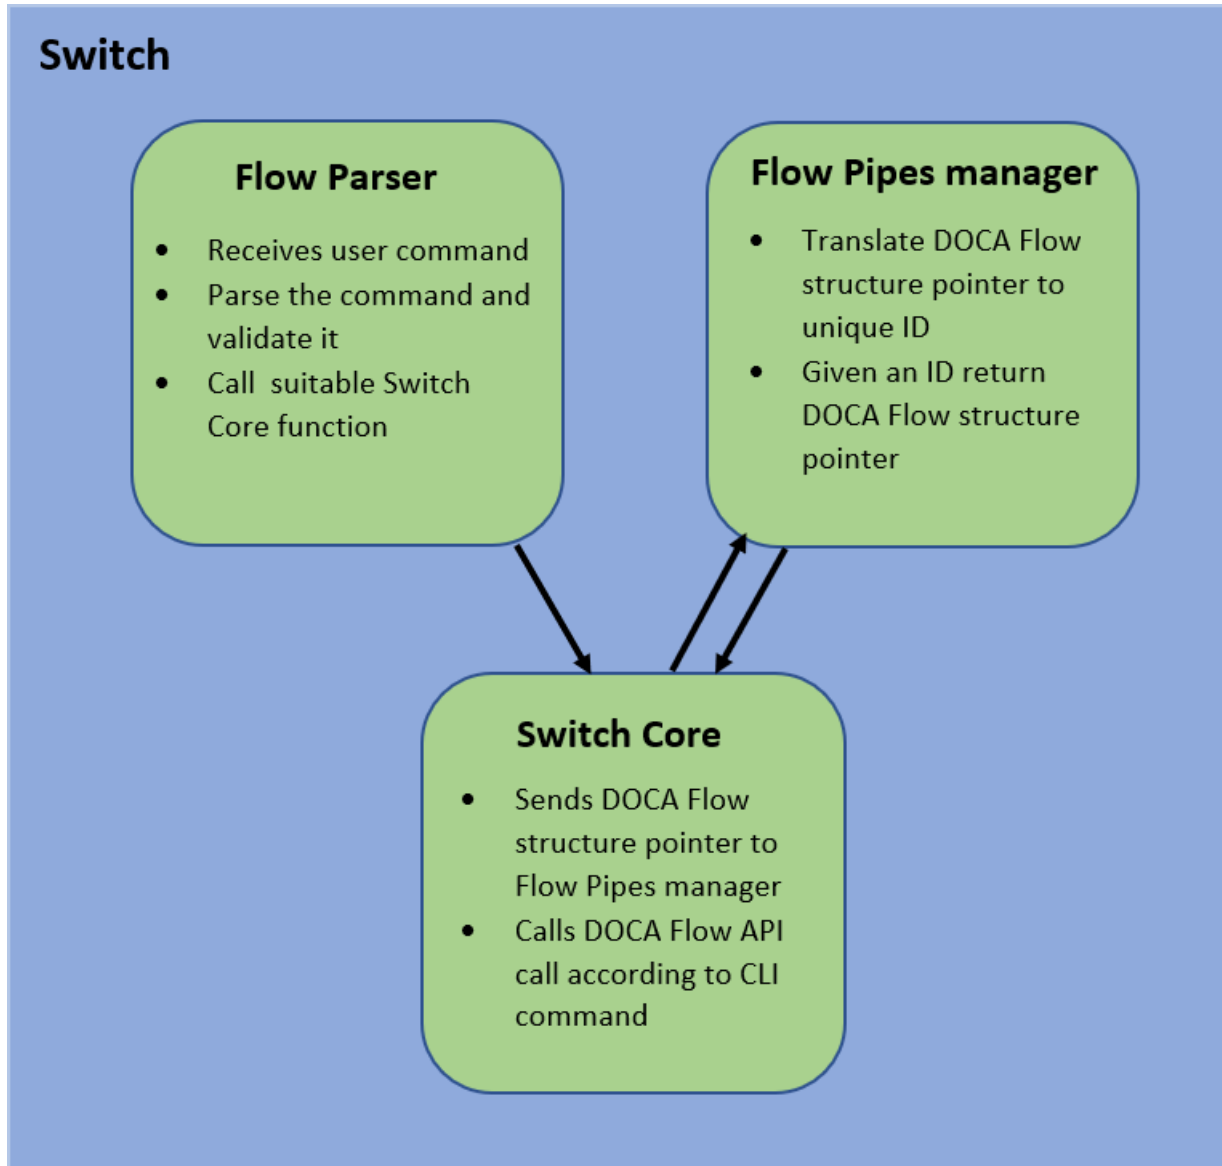 Switch
Flow Parser
• Receives user command
• Parse the command and
validate it
• Call  suitable Switch
Core function
Flow Pipes manager
• Translate DOCA Flow
structure pointer to
unique ID
• Given an ID return
DOCA Flow structure
pointer
Switch Core
• Sends DOCA Flow
structure pointer to
Flow Pipes manager
• Calls DOCA Flow API
call according to CLI
command